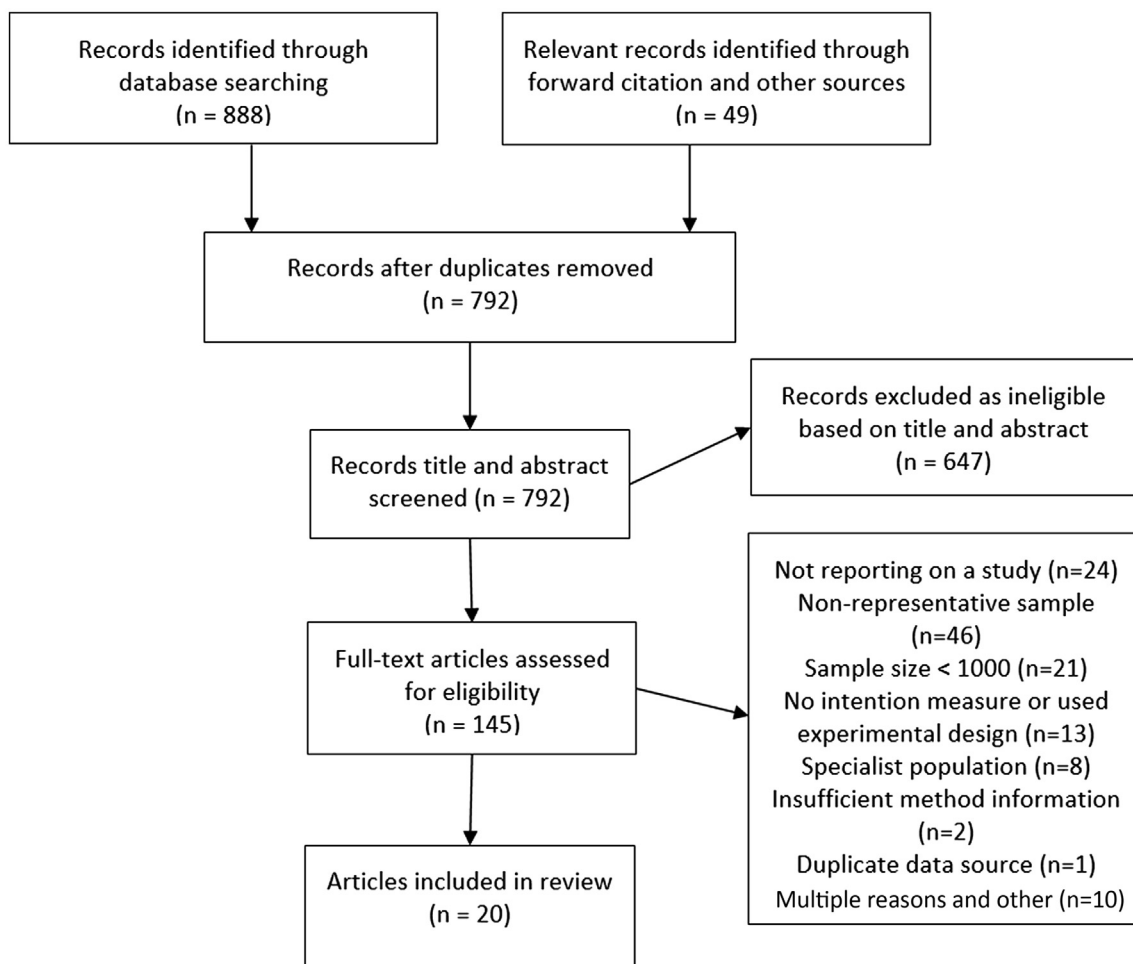 Records identified through
database searching
(n = 888)
Relevant records identified through
forward citation and other sources
(n = 49)
Records after duplicates removed
(n = 792)
Records title and abstract
screened (n = 792)
Records excluded as ineligible
based on title and abstract
n = 647)
Full-text articles assessed
for eligibility
(n = 145)
Not reporting on a study (n=24)
Non-representative sample
(n=46)
Sample size < 1000 (n=21)
No intention measure or used
experimental design (n=13)
Specialist population (n=8)
Insufficient method information
(n=2)
Duplicate data source (n=1)
Multiple reasons and other (n=10)
Articles included in review
(n = 20)